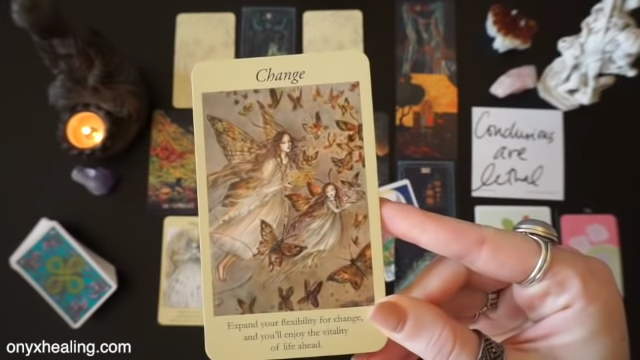 Change
Conclusions
are
lethal
Expand your flexibility for change,
and you'll enjoy the vitality
of life ahead.
onyxhealing.com